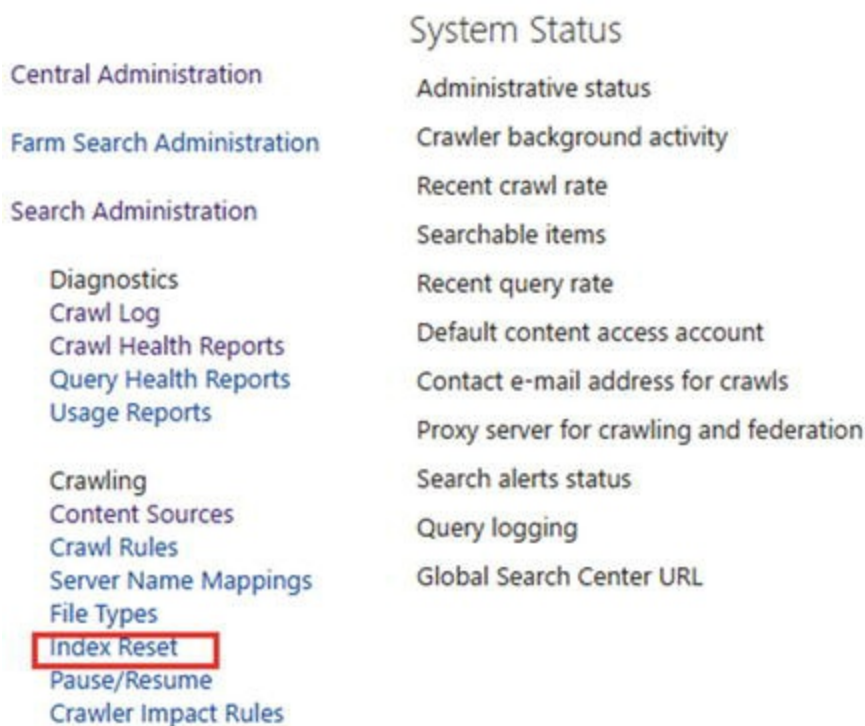 Central Administration
Farm Search Administration
Search Administration
Diagnostics
Crawl Log
Crawl Health Reports
Query Health Reports
Usage Reports
Crawling
Content Sources
Crawl Rules
Server Name Mappings
File Types
Index Reset
Pause/Resume
Crawler Impact Rules
System Status
Administrative status
Crawler background activity
Recent crawl rate
Searchable items
Recent query rate
Default content access account
Contact e-mail address for crawls
Proxy server for crawling and federation
Search alerts status
Query logging
Global Search Center URL